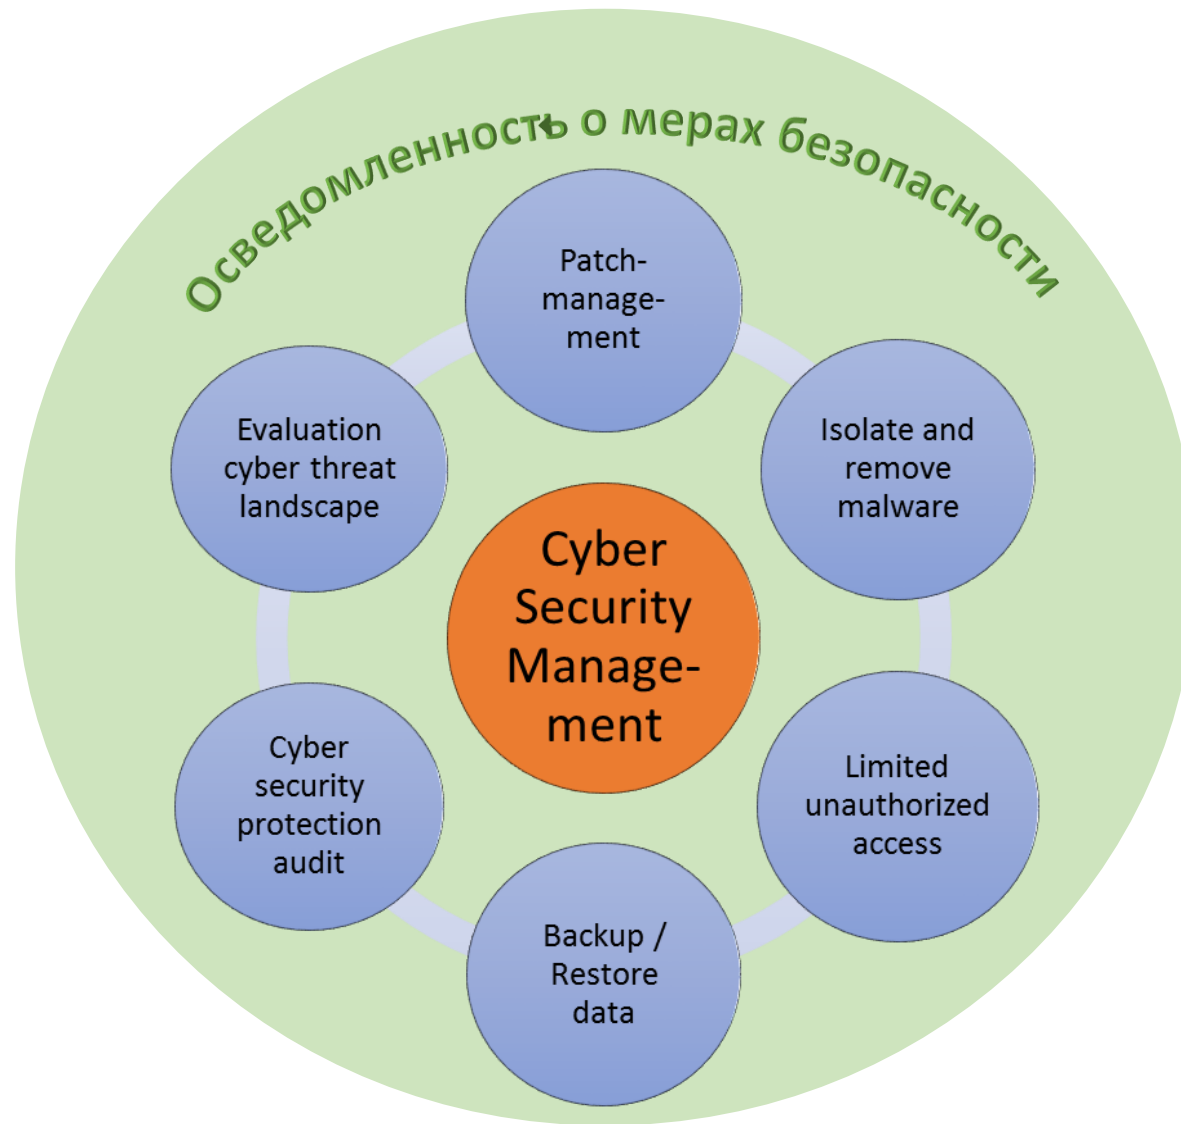 Осведомленность о мерах безопасности
Patch-
manage-
ment
Isolate and
remove
malware
Limited
unauthorized
access
Backup /
Restore
data
Cyber
security
protection
audit
Evaluation
cyber threat
landscape
Cyber
Security
Manage-
ment